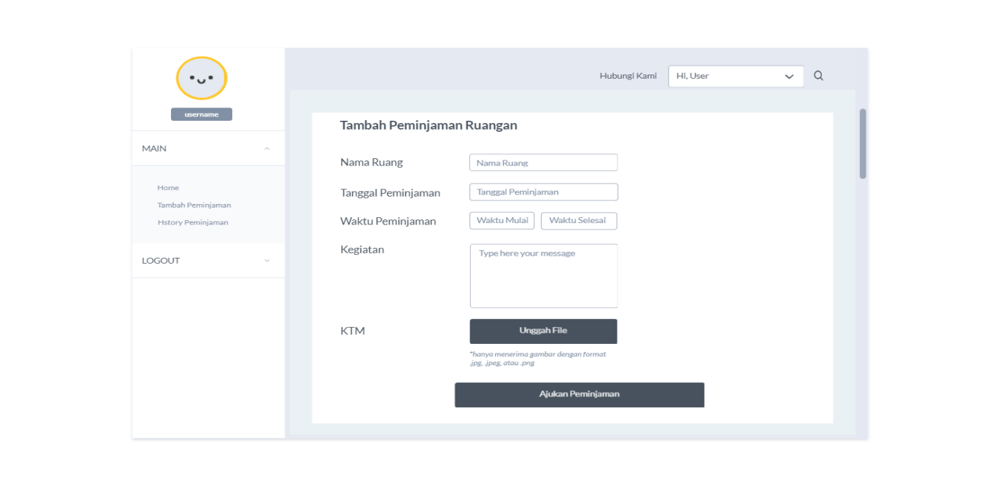 username
MAIN
Home
Tambah Peminjaman
Hstory Peminjaman
LOGOUT
Hubungi Kami
Hi, User
Tambah Peminjaman Ruangan
Nama Ruang
Nama Ruang
Tanggal Peminjaman
Tanggal Peminjaman
Waktu Peminjaman
Waktu Mulai
Waktu Selesai
Kegiatan
Type here your message
KTM
Unggah File
*hanya menerima gambar dengan format
.jpg, .jpeg, atau .png
Ajukan Peminjaman